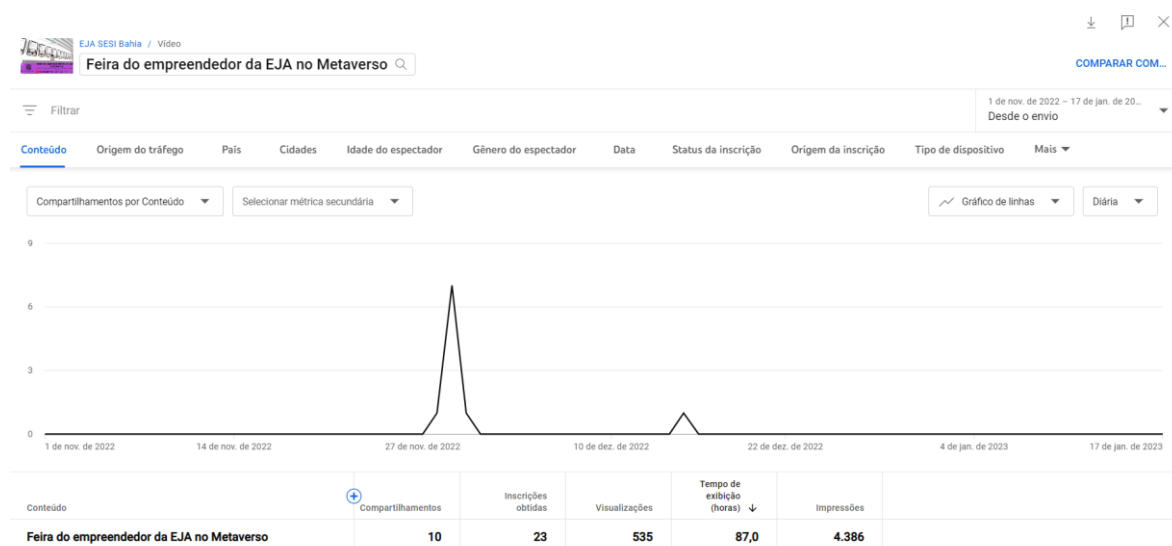 EJA SESI Bahia / Vídeo
Feira do empreendedor da EJA no Metaverso
COMPARAR COM...
Filtrar
1 de nov. de 2022 – 17 de jan. de 20...
Desde o envio
Conteúdo Origem do tráfego País Cidades Idade do espectador Gênero do espectador Data Status da inscrição Origem da inscrição Tipo de dispositivo Mais
Compartilhamentos por Conteúdo Selecionar métrica secundária Gráfico de linhas Diária
9
6
3
0
1 de nov. de 2022 14 de nov. de 2022 27 de nov. de 2022 10 de dez. de 2022 22 de dez. de 2022 4 de jan. de 2023 17 de jan. de 2023
Conteúdo Compartilhamentos Inscrições obtidas Visualizações Tempo de exibição (horas) Impressões
Feira do empreendedor da EJA no Metaverso 10 23 535 87,0 4.386